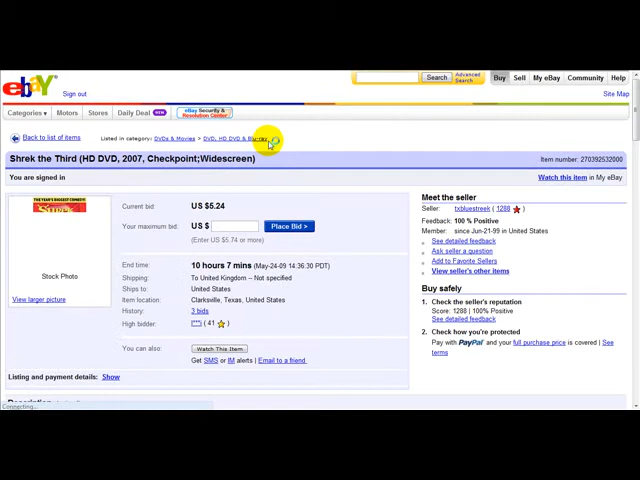 ebay
Sign out
Search
Advanced Search
Buy Sell My eBay Community Help
Site Map
Categories Motors Stores Daily Deal NEW
eBay Security & Resolution Center
Back to list of items
Listed in category: DVDs & Movies > DVD, HD DVD & Blu-ray
Shrek the Third (HD DVD, 2007, Checkpoint;Widescreen)
Item number: 270392532000
You are signed in
Watch this item in My eBay
THE YEAR'S BIGGEST COMEDY!
Stock Photo
View larger picture
Current bid: US $5.24
Your maximum bid: US $ Place Bid >
(Enter US $5.74 or more)
End time: 10 hours 7 mins (May-24-09 14:36:30 PDT)
Shipping: To United Kingdom -- Not specified
Ships to: United States
Item location: Clarksville, Texas, United States
History: 3 bids
High bidder: ( 41 )
You can also: Watch This Item
Get SMS or IM alerts | Email to a friend
Listing and payment details: Show
Meet the seller
Seller: txbluestreek ( 1288 )
Feedback: 100 % Positive
Member: since Jun-21-99 in United States
See detailed feedback
Ask seller a question
Add to Favorite Sellers
View seller's other items
Buy safely
1. Check the seller's reputation
Score: 1288 | 100% Positive
See detailed feedback
2. Check how you're protected
Pay with PayPal and your full purchase price is covered | See
terms
Connecting...